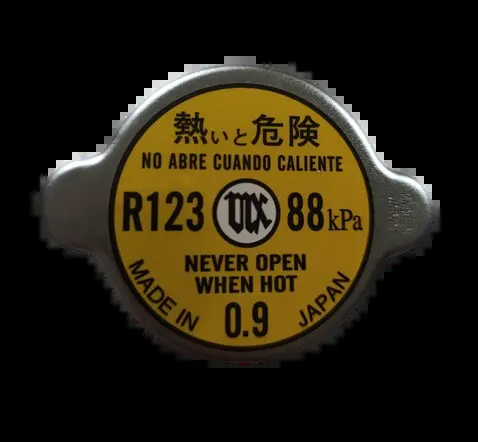 熱いと危険
NO ABRE CUANDO CALIENTE
R123 88kPa
NEVER OPEN
WHEN HOT
MADE IN 0.9 JAPAN